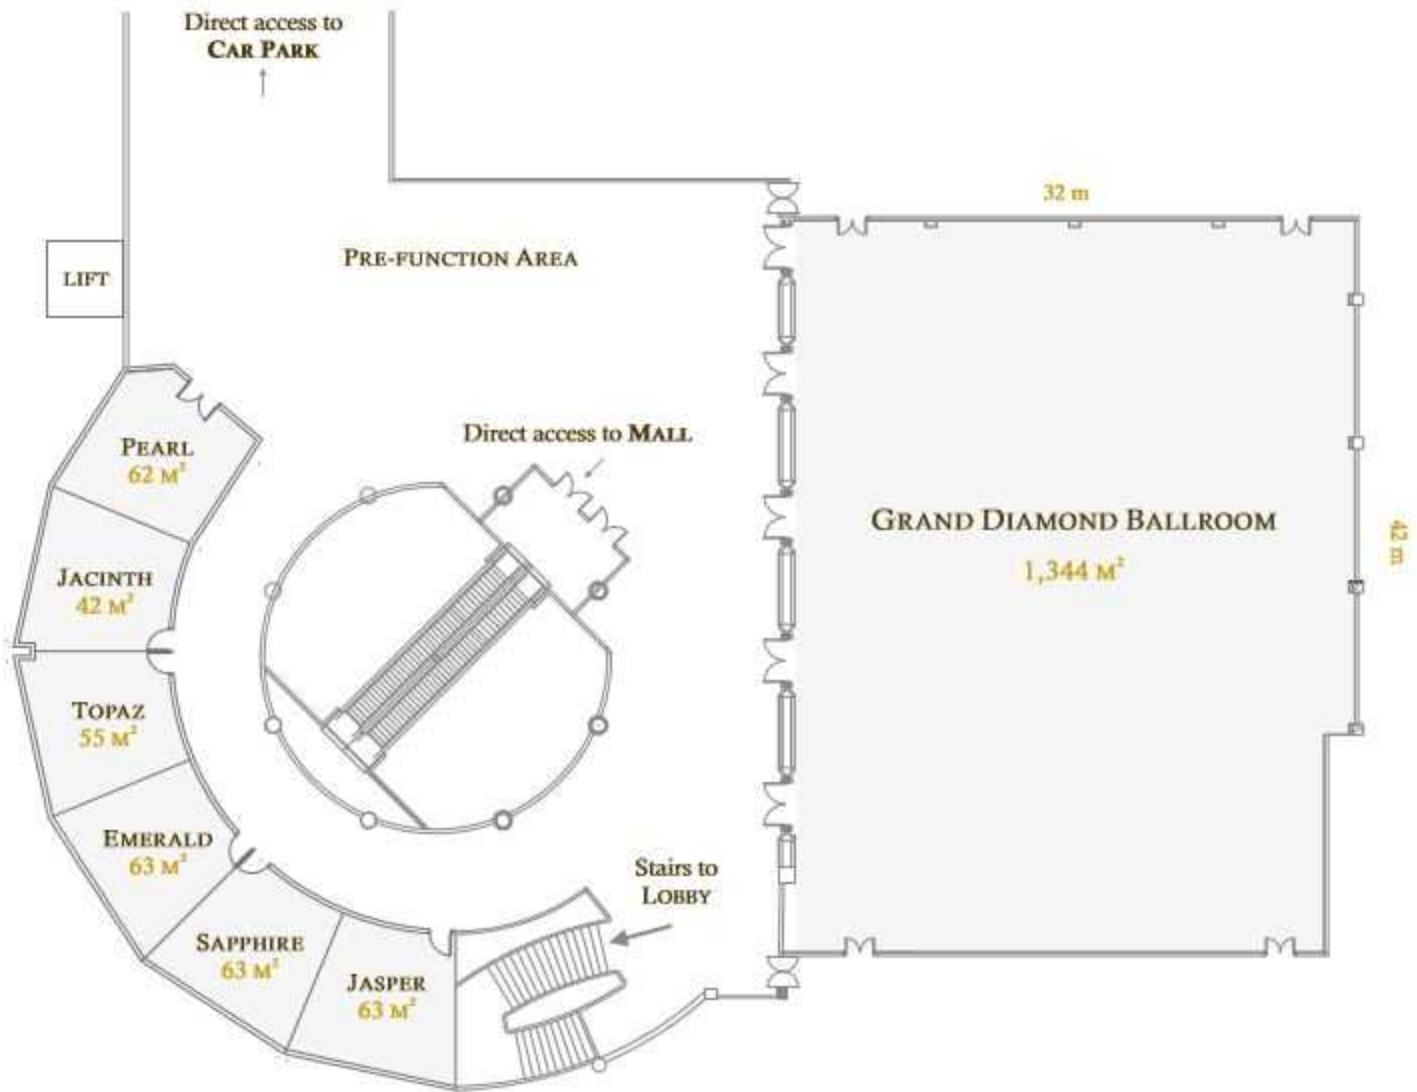 Direct access to
CAR PARK
32 m
PRE-FUNCTION AREA
LIFT
Direct access to MALL
PEARL
62 M²
GRAND DIAMOND BALLROOM
1,344 M²
42 m
JACINTH
42 M²
TOPAZ
55 M²
EMERALD
63 M²
Stairs to
LOBBY
SAPPHIRE
63 M²
JASPER
63 M²